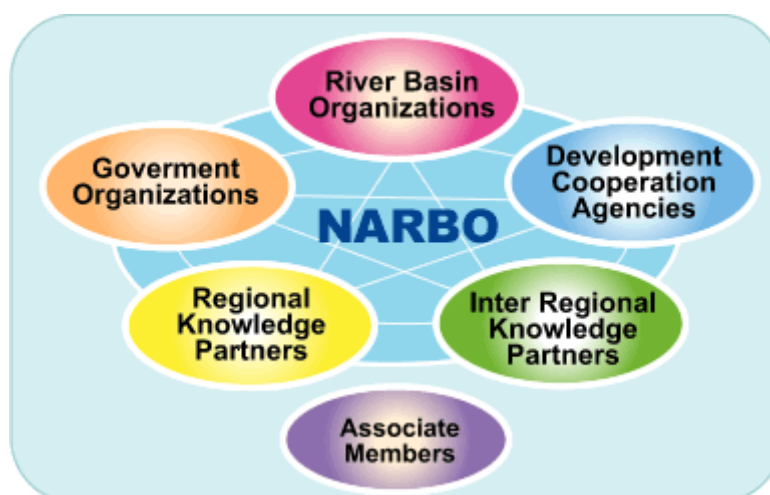 River Basin
Organizations
Goverment
Organizations
Development
Cooperation
Agencies
NARBO
Regional
Knowledge
Partners
Inter Regional
Knowledge
Partners
Associate
Members